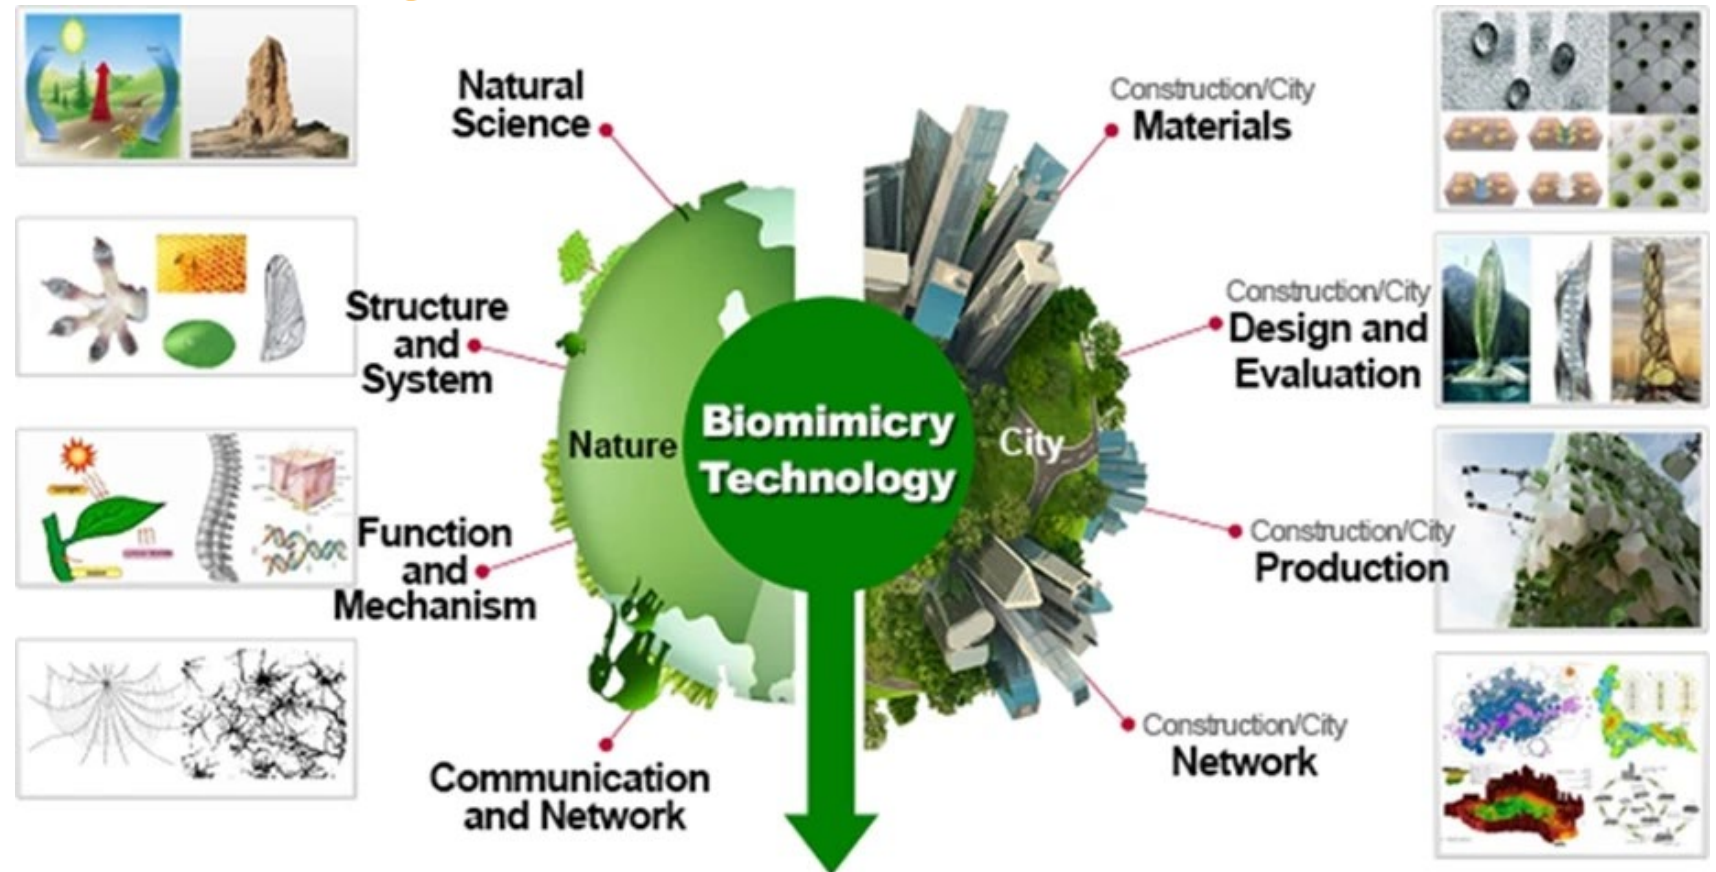 Natural
Science
Structure
and
System
Function
and
Mechanism
Communication
and Network
Nature
Biomimicry
Technology
City
Construction/City
Materials
Construction/City
Design and
Evaluation
Construction/City
Production
Construction/City
Network